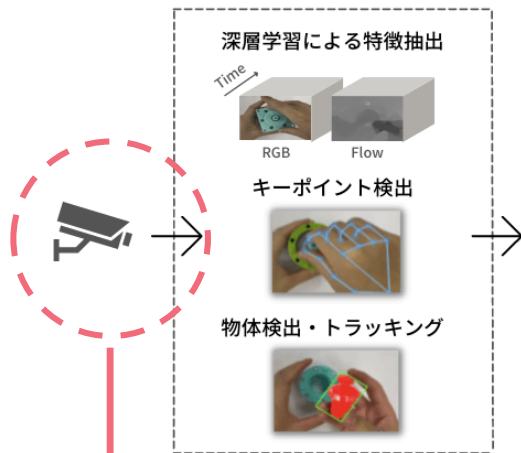 深層学習による特徴抽出
Time
RGB
Flow
キーポイント検出
物体検出・トラッキング